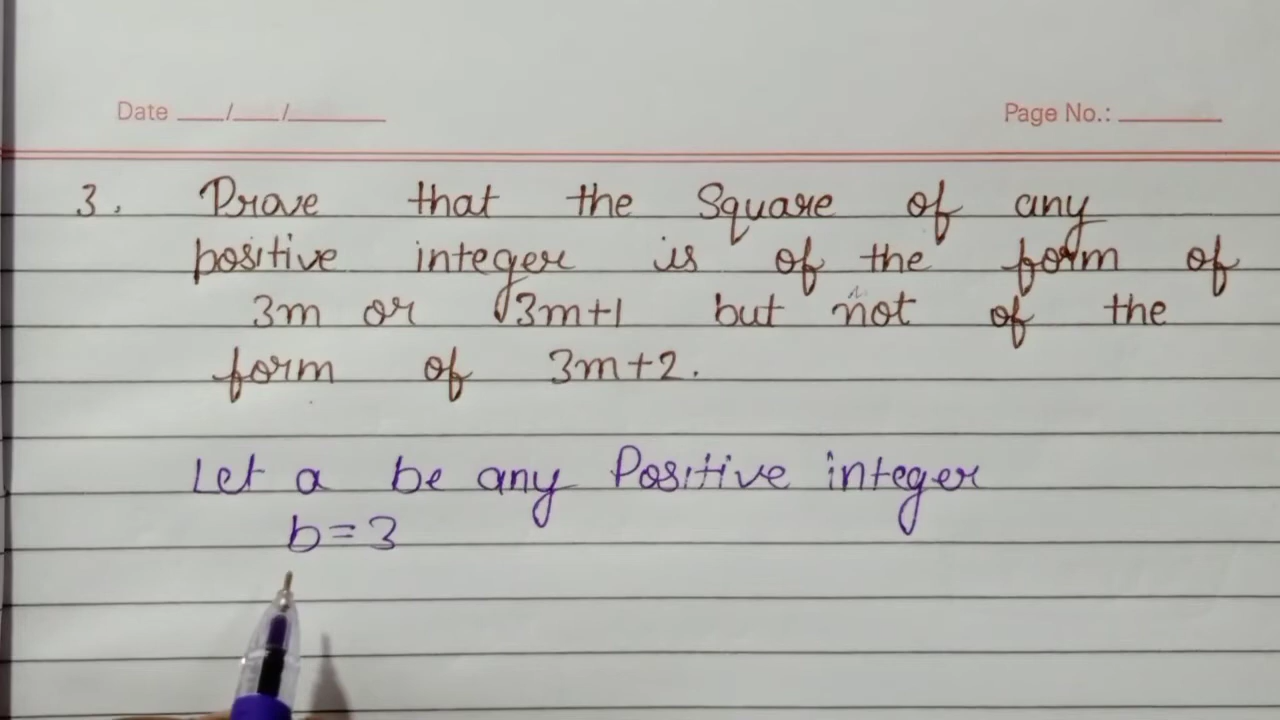 Date ___/___/______
Page No.: ______
3. Prove that the Square of any
positive integer is of the form of
3m or 3m+1 but not of the
form of 3m+2.
Let a be any Positive integer
b=3